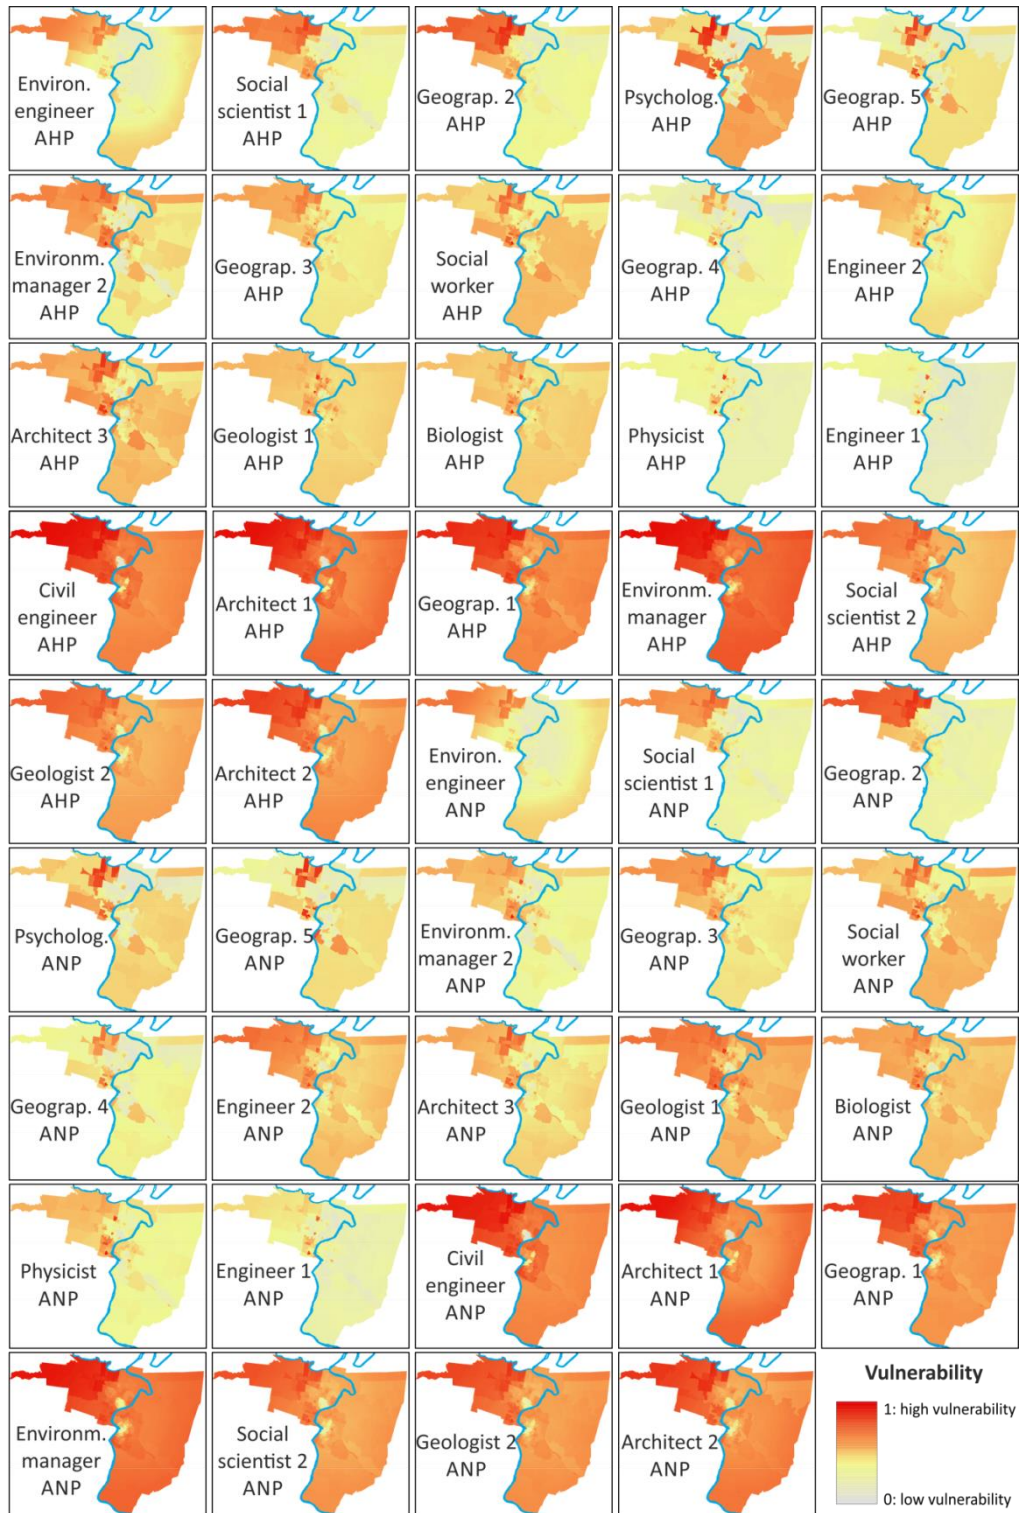 Environ.
engineer
AHP
Social
scientist 1
AHP
Geograp. 2
AHP
Psycholog.
AHP
Geograp. 5
AHP
Environm.
manager 2
AHP
Geograp. 3
AHP
Social
worker
AHP
Geograp. 4
AHP
Engineer 2
AHP
Architect 3
AHP
Geologist 1
AHP
Biologist
AHP
Physicist
AHP
Engineer 1
AHP
Civil
engineer
AHP
Architect 1
AHP
Geograp. 1
AHP
Environm.
manager
AHP
Social
scientist 2
AHP
Geologist 2
AHP
Architect 2
AHP
Environ.
engineer
ANP
Social
scientist 1
ANP
Geograp. 2
ANP
Psycholog.
ANP
Geograp. 5
ANP
Environm.
manager 2
ANP
Geograp. 3
ANP
Social
worker
ANP
Geograp. 4
ANP
Engineer 2
ANP
Architect 3
ANP
Geologist 1
ANP
Biologist
ANP
Physicist
ANP
Engineer 1
ANP
Civil
engineer
ANP
Architect 1
ANP
Geograp. 1
ANP
Environm.
manager
ANP
Social
scientist 2
ANP
Geologist 2
ANP
Architect 2
ANP
Vulnerability
1: high vulnerability
0: low vulnerability